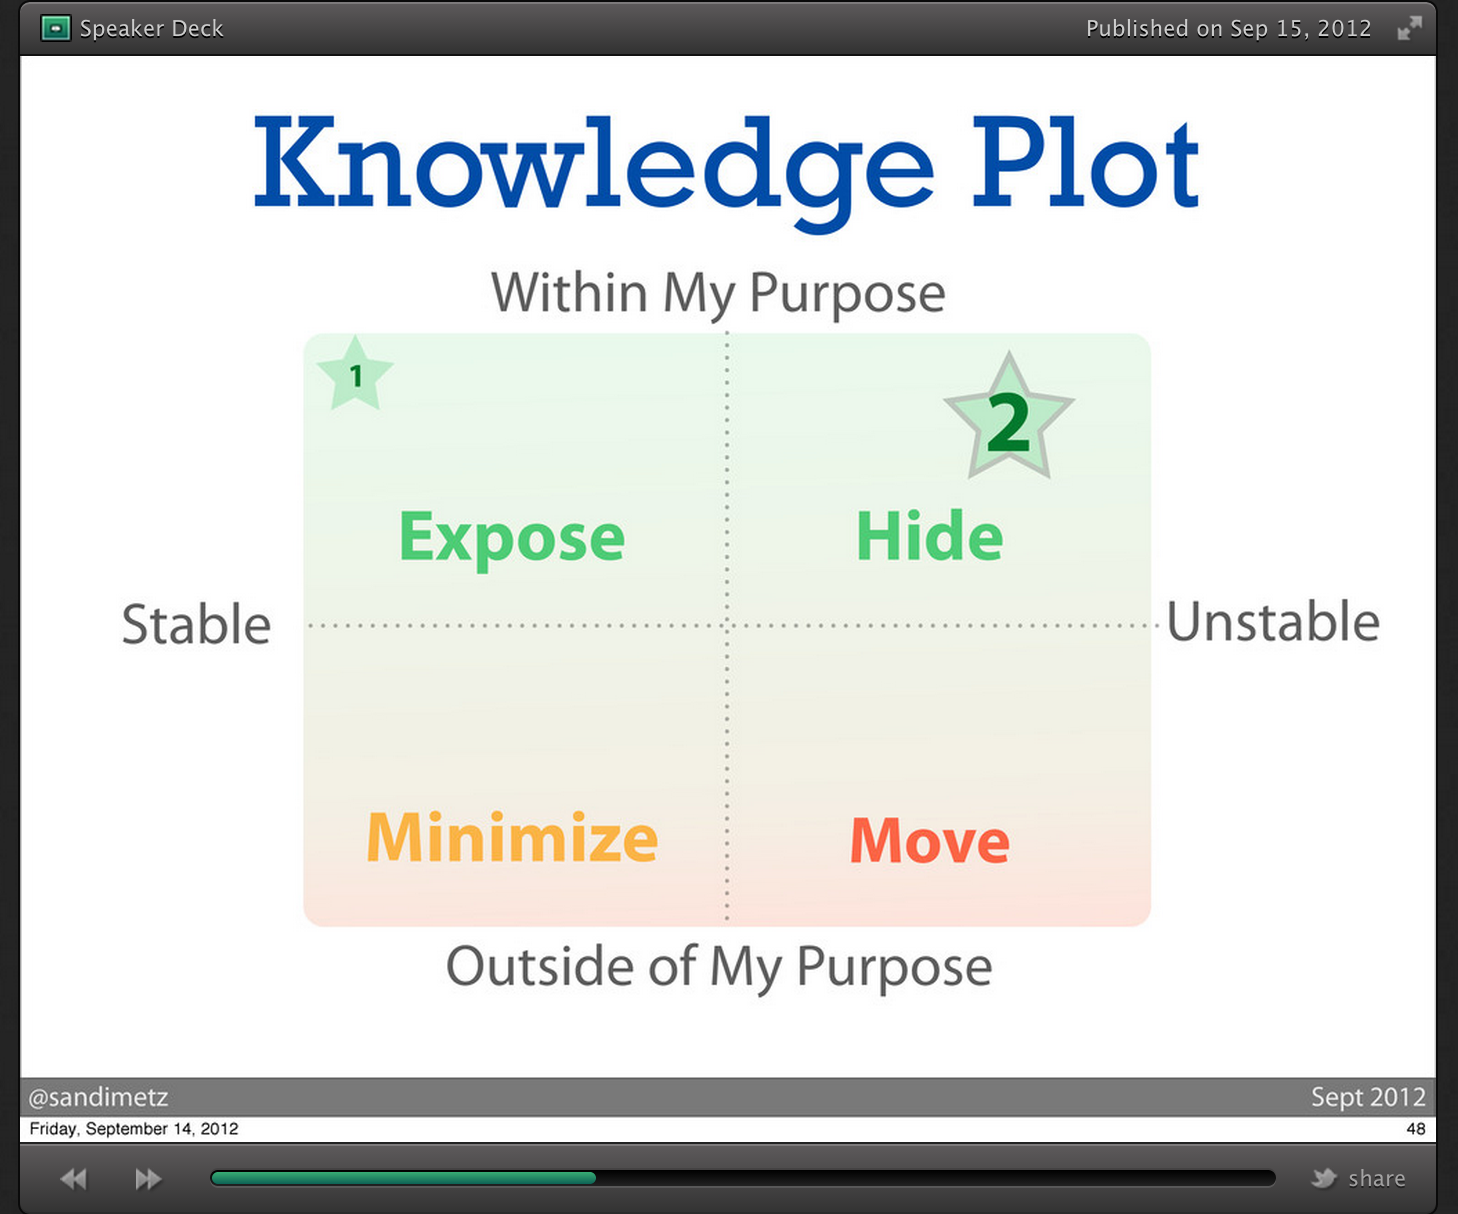 Speaker Deck
Published on Sep 15, 2012
Knowledge Plot
Within My Purpose
1
2
Expose
Hide
Stable
Unstable
Minimize
Move
Outside of My Purpose
@sandimetz
Sept 2012
Friday, September 14, 2012
48
share